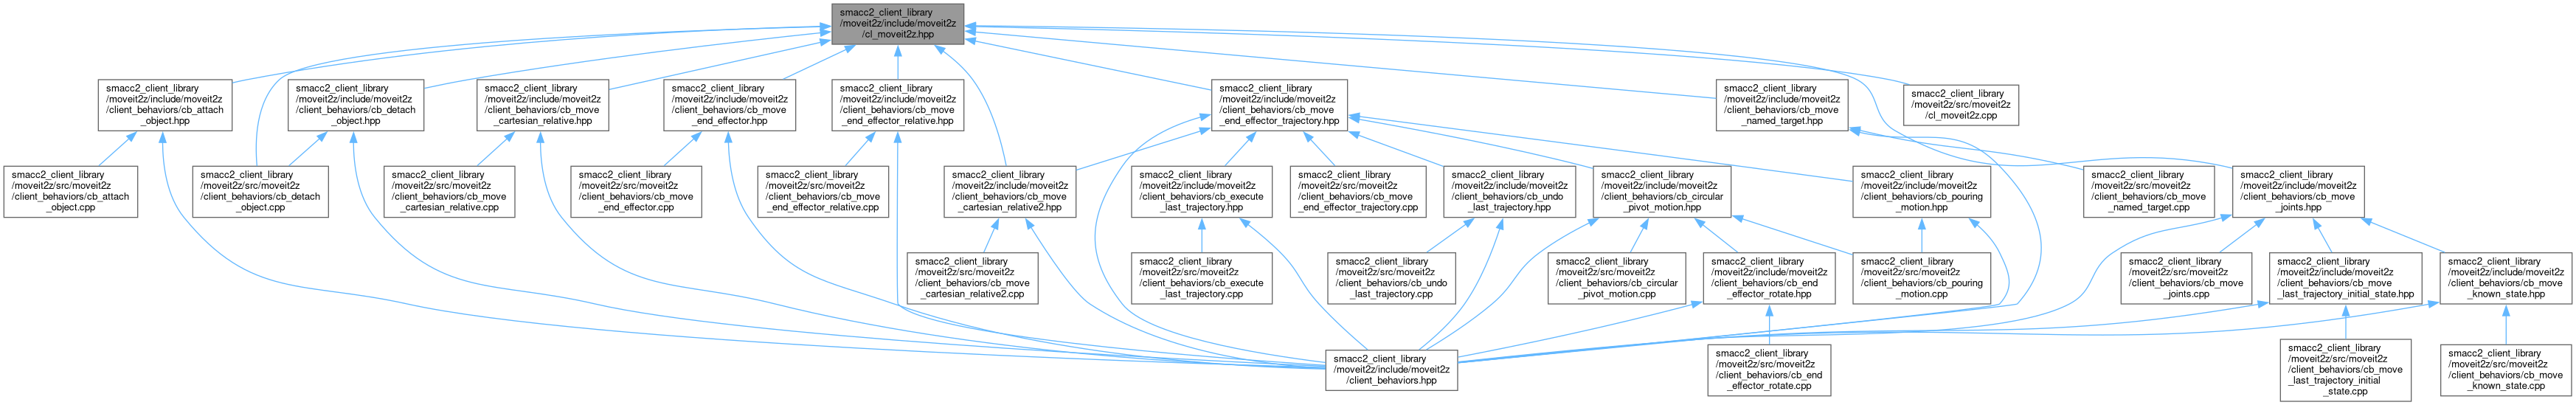 smacc2_client_library
/moveit2z/include/moveit2z
/cl_moveit2z.hpp
smacc2_client_library
/moveit2z/include/moveit2z
/client_behaviors/cb_attach
_object.hpp
smacc2_client_library
/moveit2z/include/moveit2z
/client_behaviors/cb_detach
_object.hpp
smacc2_client_library
/moveit2z/include/moveit2z
/client_behaviors/cb_move
_cartesian_relative.hpp
smacc2_client_library
/moveit2z/include/moveit2z
/client_behaviors/cb_move
_end_effector.hpp
smacc2_client_library
/moveit2z/include/moveit2z
/client_behaviors/cb_move
_end_effector_relative.hpp
smacc2_client_library
/moveit2z/include/moveit2z
/client_behaviors/cb_move
_end_effector_trajectory.hpp
smacc2_client_library
/moveit2z/include/moveit2z
/client_behaviors/cb_move
_named_target.hpp
smacc2_client_library
/moveit2z/src/moveit2z
/cl_moveit2z.cpp
smacc2_client_library
/moveit2z/src/moveit2z
/client_behaviors/cb_attach
_object.cpp
smacc2_client_library
/moveit2z/src/moveit2z
/client_behaviors/cb_detach
_object.cpp
smacc2_client_library
/moveit2z/src/moveit2z
/client_behaviors/cb_move
_cartesian_relative.cpp
smacc2_client_library
/moveit2z/src/moveit2z
/client_behaviors/cb_move
_end_effector.cpp
smacc2_client_library
/moveit2z/src/moveit2z
/client_behaviors/cb_move
_end_effector_relative.cpp
smacc2_client_library
/moveit2z/include/moveit2z
/client_behaviors/cb_move
_cartesian_relative2.hpp
smacc2_client_library
/moveit2z/include/moveit2z
/client_behaviors/cb_execute
_last_trajectory.hpp
smacc2_client_library
/moveit2z/src/moveit2z
/client_behaviors/cb_move
_end_effector_trajectory.cpp
smacc2_client_library
/moveit2z/include/moveit2z
/client_behaviors/cb_undo
_last_trajectory.hpp
smacc2_client_library
/moveit2z/include/moveit2z
/client_behaviors/cb_circular
_pivot_motion.hpp
smacc2_client_library
/moveit2z/include/moveit2z
/client_behaviors/cb_pouring
_motion.hpp
smacc2_client_library
/moveit2z/src/moveit2z
/client_behaviors/cb_move
_named_target.cpp
smacc2_client_library
/moveit2z/include/moveit2z
/client_behaviors/cb_move
_joints.hpp
smacc2_client_library
/moveit2z/src/moveit2z
/client_behaviors/cb_move
_cartesian_relative2.cpp
smacc2_client_library
/moveit2z/src/moveit2z
/client_behaviors/cb_execute
_last_trajectory.cpp
smacc2_client_library
/moveit2z/src/moveit2z
/client_behaviors/cb_undo
_last_trajectory.cpp
smacc2_client_library
/moveit2z/src/moveit2z
/client_behaviors/cb_circular
_pivot_motion.cpp
smacc2_client_library
/moveit2z/include/moveit2z
/client_behaviors/cb_end
_effector_rotate.hpp
smacc2_client_library
/moveit2z/src/moveit2z
/client_behaviors/cb_pouring
_motion.cpp
smacc2_client_library
/moveit2z/src/moveit2z
/client_behaviors/cb_move
_joints.cpp
smacc2_client_library
/moveit2z/include/moveit2z
/client_behaviors/cb_move
_last_trajectory_initial_state.hpp
smacc2_client_library
/moveit2z/include/moveit2z
/client_behaviors/cb_move
_known_state.hpp
smacc2_client_library
/moveit2z/include/moveit2z
/client_behaviors.hpp
smacc2_client_library
/moveit2z/src/moveit2z
/client_behaviors/cb_end
_effector_rotate.cpp
smacc2_client_library
/moveit2z/src/moveit2z
/client_behaviors/cb_move
_last_trajectory_initial
_state.cpp
smacc2_client_library
/moveit2z/src/moveit2z
/client_behaviors/cb_move
_known_state.cpp